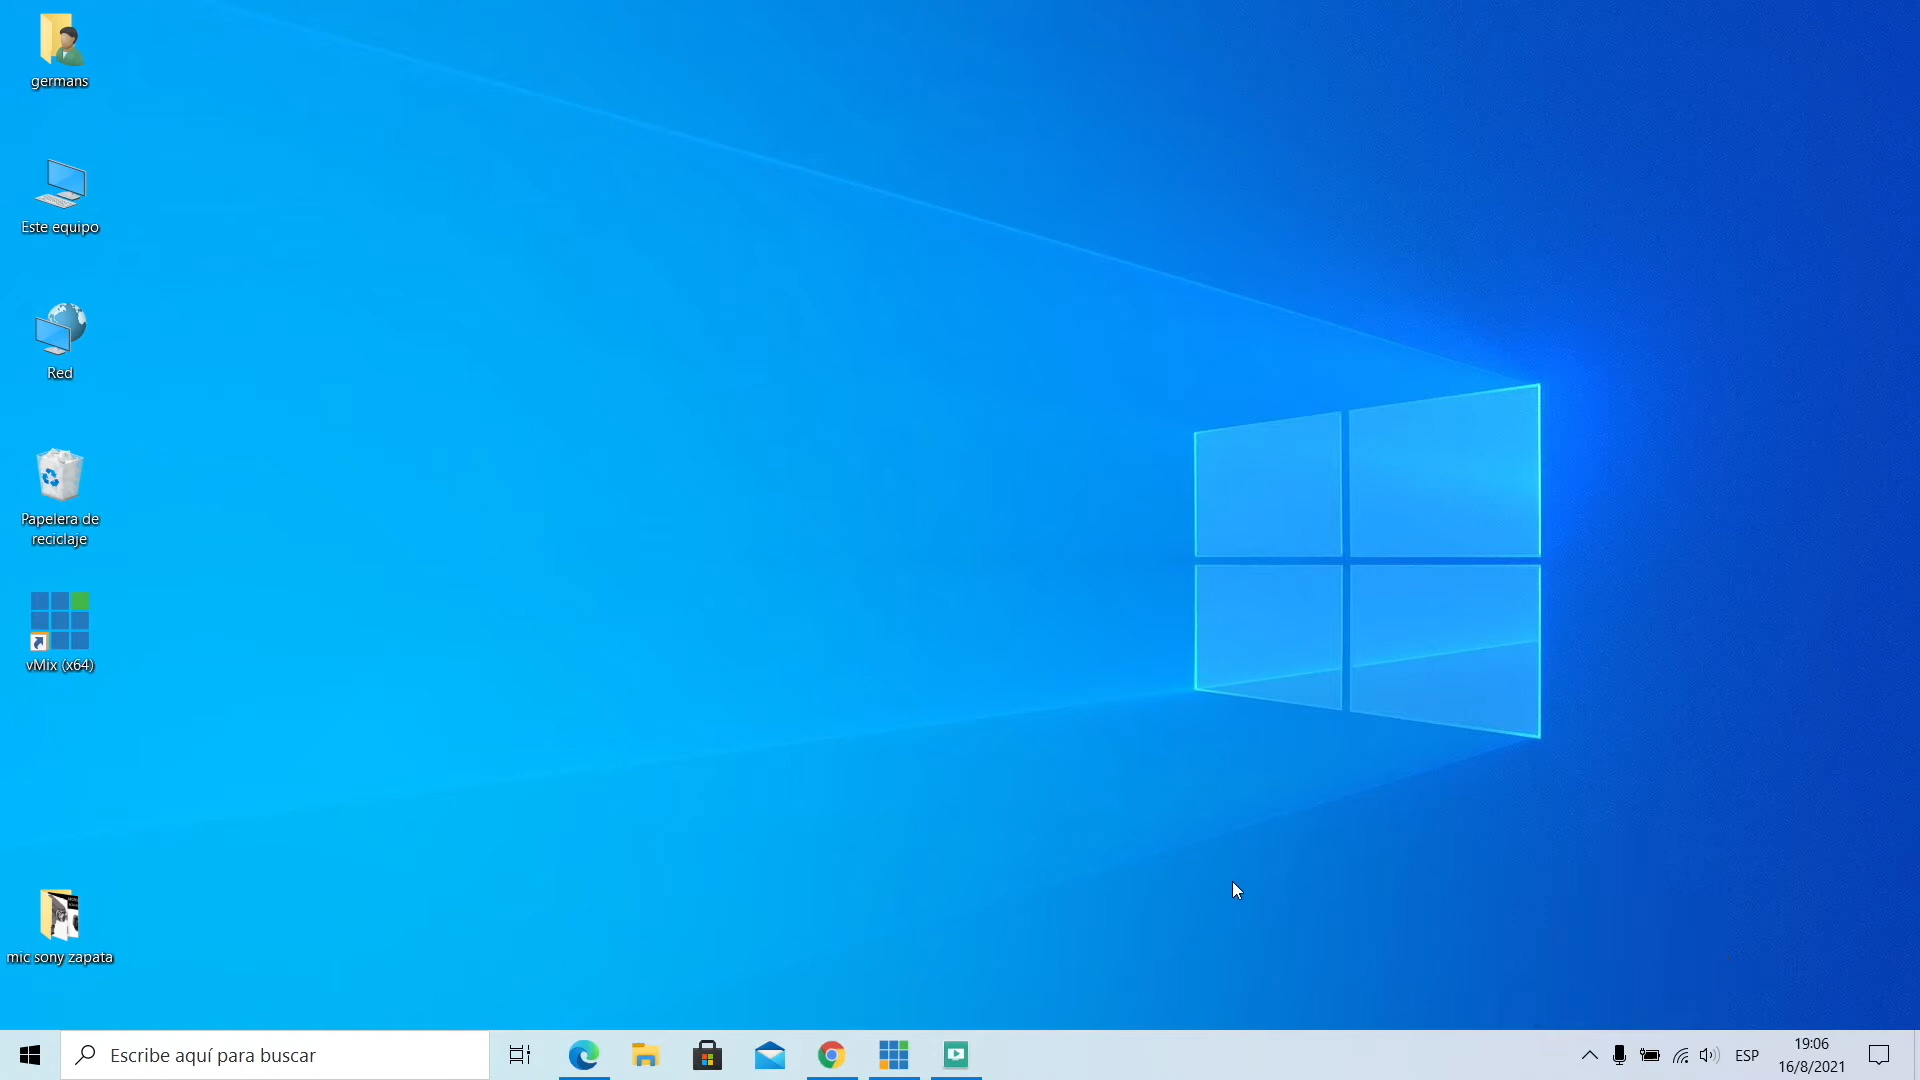 germans
Este equipo
Red
Papelera de
reciclaje
vMix (x64)
mic sony zapata
Escribe aquí para buscar
ESP
19:06
16/8/2021